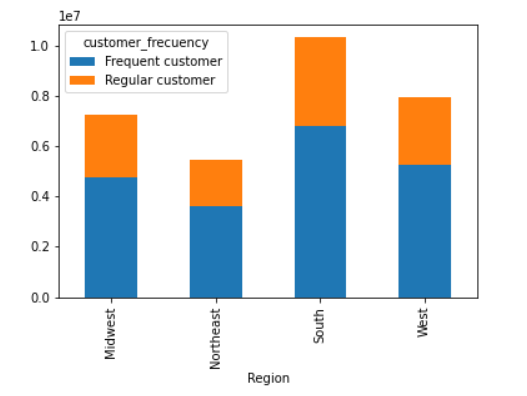 1e7
customer_frecuency
Frequent customer
Regular customer
1.0
0.8
0.6
0.4
0.2
0.0
Midwest
Northeast
South
West
Region